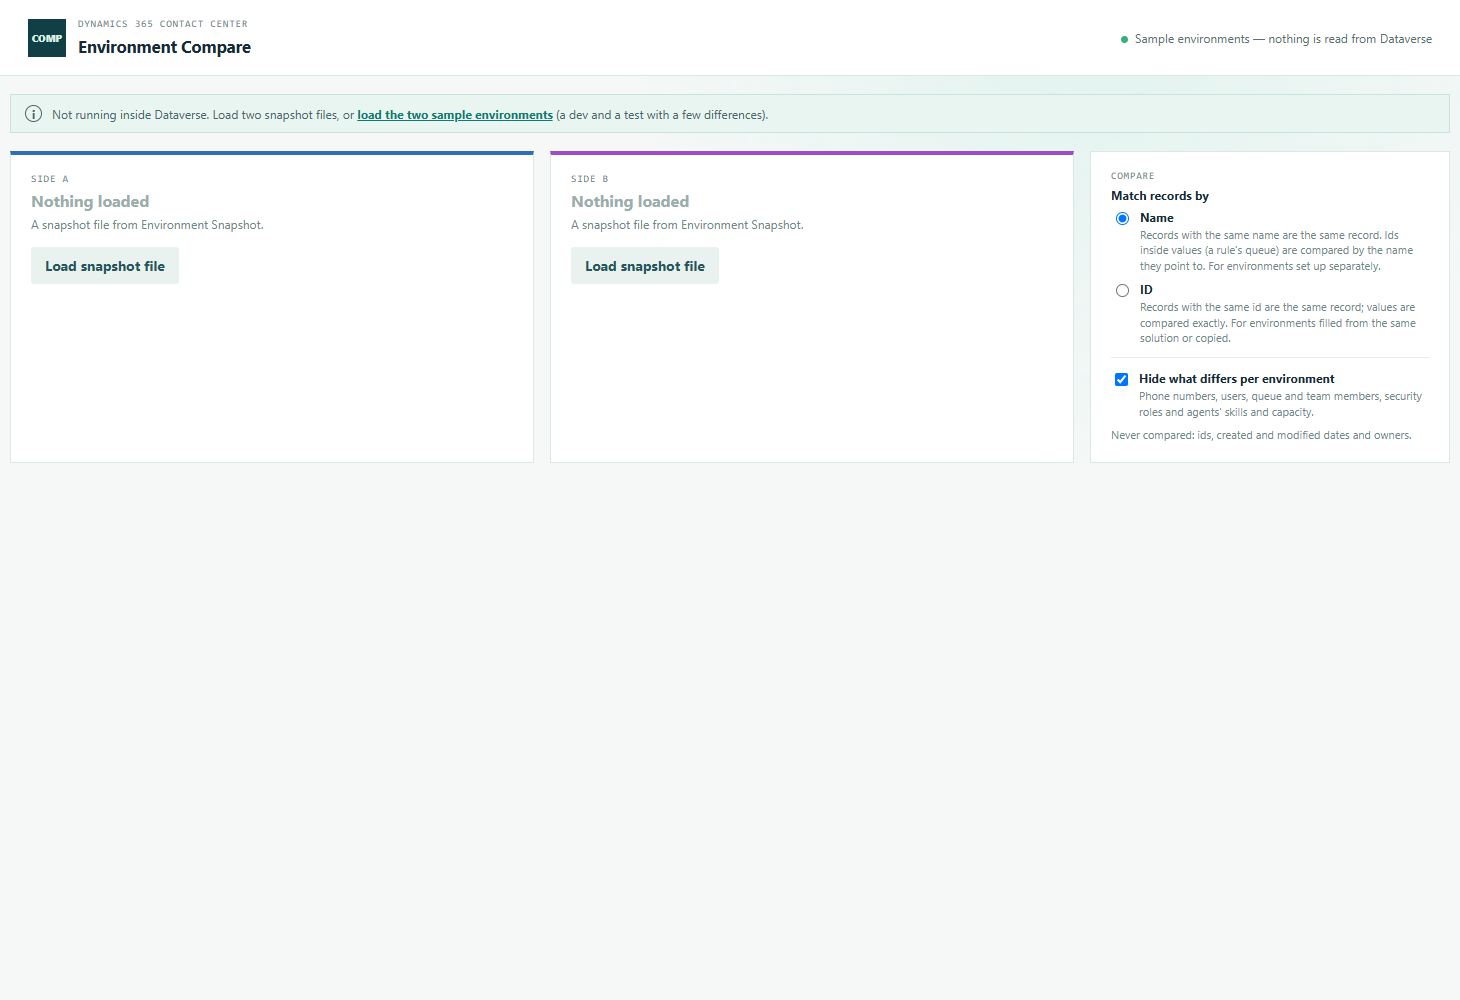 COMP
DYNAMICS 365 CONTACT CENTER
Environment Compare
Sample environments — nothing is read from Dataverse
Not running inside Dataverse. Load two snapshot files, or load the two sample environments (a dev and a test with a few differences).
SIDE A
Nothing loaded
A snapshot file from Environment Snapshot.
Load snapshot file
SIDE B
Nothing loaded
A snapshot file from Environment Snapshot.
Load snapshot file
COMPARE
Match records by
Name
Records with the same name are the same record. Ids
inside values (a rule's queue) are compared by the name
they point to. For environments set up separately.
ID
Records with the same id are the same record; values are
compared exactly. For environments filled from the same
solution or copied.
Hide what differs per environment
Phone numbers, users, queue and team members, security
roles and agents' skills and capacity.
Never compared: ids, created and modified dates and owners.